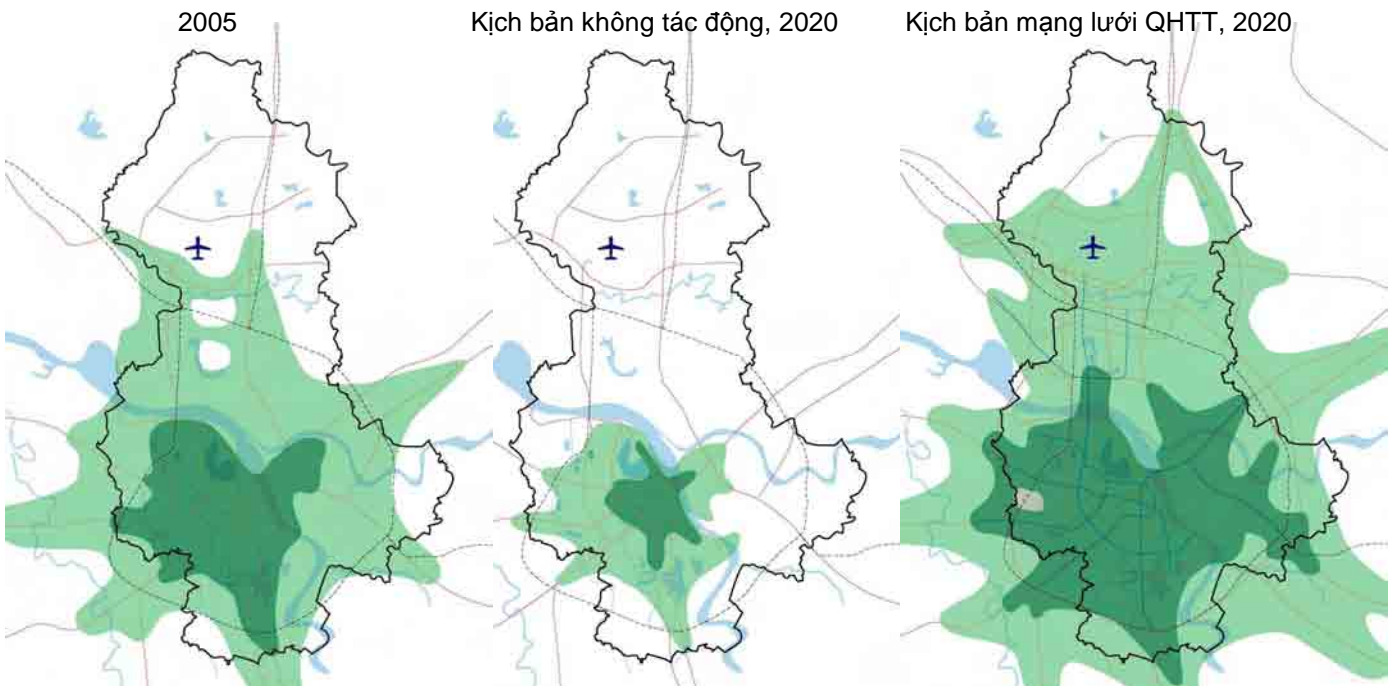 2005
Kịch bản không tác động, 2020
Kịch bản mạng lưới QHTT, 2020